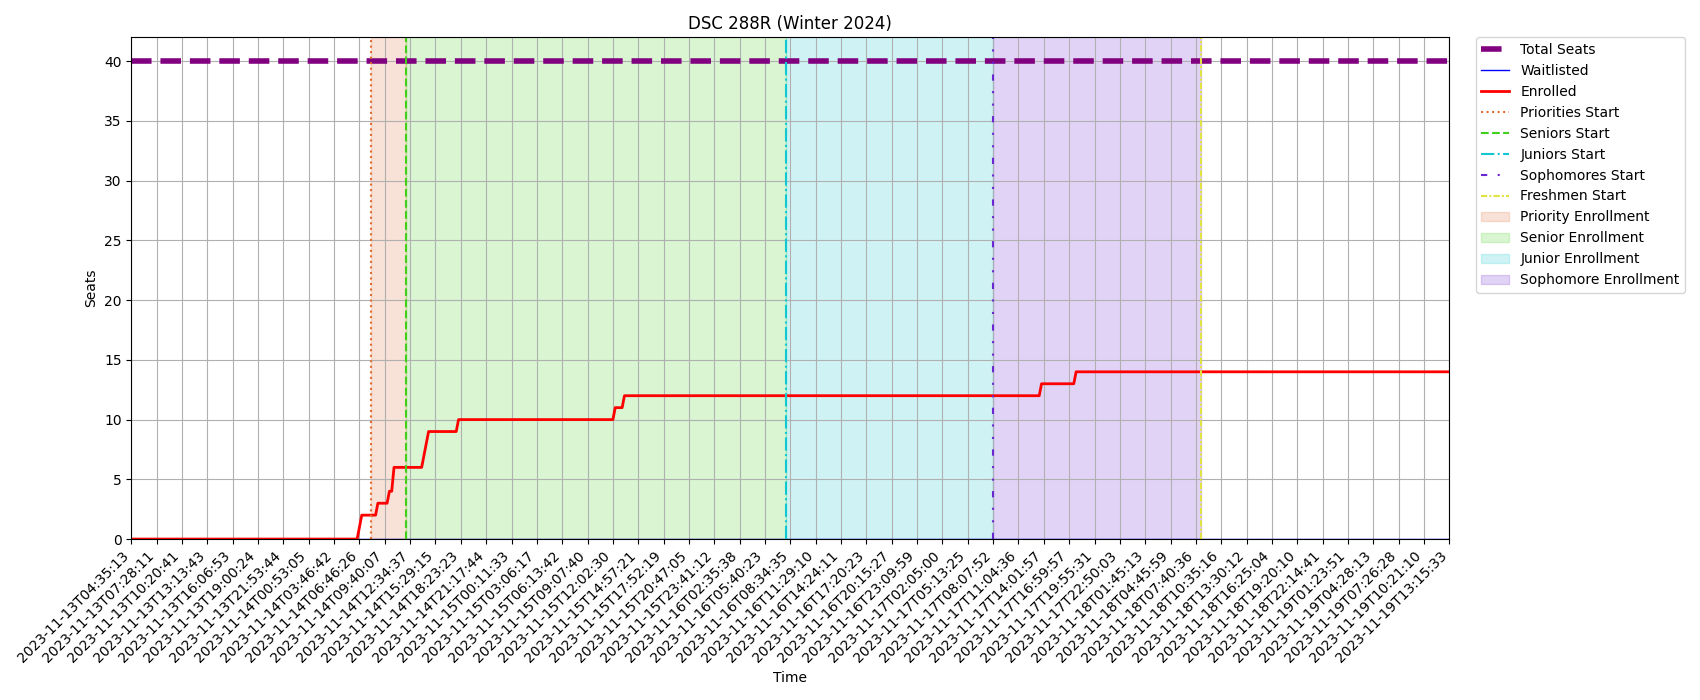 DSC 288R (Winter 2024)
Seats
40
35
30
25
20
15
10
5
0
2023-11-13T04:35:13
2023-11-13T07:28:11
2023-11-13T10:20:41
2023-11-13T13:13:43
2023-11-13T16:06:53
2023-11-13T19:00:24
2023-11-13T21:53:44
2023-11-14T00:53:05
2023-11-14T03:46:42
2023-11-14T06:46:26
2023-11-14T09:40:07
2023-11-14T12:34:37
2023-11-14T15:29:15
2023-11-14T18:23:23
2023-11-14T21:17:44
2023-11-15T00:11:33
2023-11-15T03:06:17
2023-11-15T06:13:42
2023-11-15T09:07:40
2023-11-15T12:02:30
2023-11-15T14:57:21
2023-11-15T17:52:19
2023-11-15T20:47:05
2023-11-15T23:41:12
2023-11-16T02:35:38
2023-11-16T05:40:23
2023-11-16T08:34:35
2023-11-16T11:29:10
2023-11-16T14:24:11
2023-11-16T17:20:23
2023-11-16T20:15:27
2023-11-16T23:09:59
2023-11-17T02:05:00
2023-11-17T05:13:25
2023-11-17T08:07:52
2023-11-17T11:04:36
2023-11-17T14:01:57
2023-11-17T16:59:57
2023-11-17T19:55:31
2023-11-17T22:50:03
2023-11-18T01:45:13
2023-11-18T04:45:59
2023-11-18T07:40:36
2023-11-18T10:35:16
2023-11-18T13:30:12
2023-11-18T16:25:04
2023-11-18T19:20:10
2023-11-18T22:14:41
2023-11-19T01:23:51
2023-11-19T04:28:13
2023-11-19T07:26:28
2023-11-19T10:21:10
2023-11-19T13:15:33
Time
Total Seats
Waitlisted
Enrolled
Priorities Start
Seniors Start
Juniors Start
Sophomores Start
Freshmen Start
Priority Enrollment
Senior Enrollment
Junior Enrollment
Sophomore Enrollment